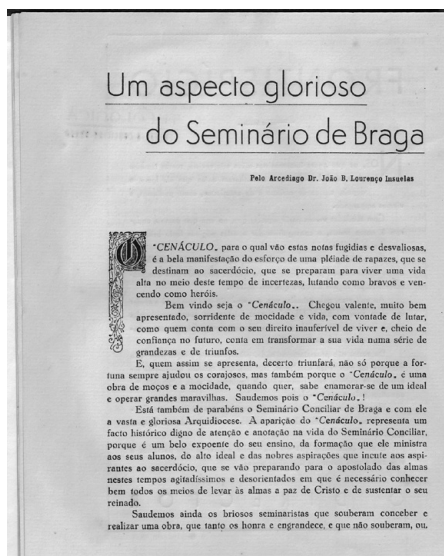 Um aspecto glorioso
do Seminário de Braga
Pelo Arcediago Dr. João B. Lourenço Insuelas
O "CENÁCULO„ para o qual vão estas notas fugidias e desvaliosas,
é a bela manifestação do esforço de uma plêiade de rapazes, que se
destinam ao sacerdócio, que se preparam para viver uma vida
alta no meio deste tempo de incertezas, lutando como bravos e ven-
cendo como heróis.
Bem vindo seja o "Cenáculo„. Chegou valente, muito bem
apresentado, sorridente de mocidade e vida, com vontade de lutar,
como quem conta com o seu direito inauferível de viver e, cheio de
confiança no futuro, conta em transformar a sua vida numa série de
grandezas e de triunfos.
E, quem assim se apresenta, decerto triunfará, não só porque a for-
tuna sempre ajudou os corajosos, mas também porque o "Cenáculo„ é uma
obra de moços e a mocidade, quando quer, sabe enamorar-se de um ideal
e operar grandes maravilhas. Saudemos pois o "Cenáculo„!
Está também de parabéns o Seminário Conciliar de Braga e com ele
a vasta e gloriosa Arquidiocese. A aparição do "Cenáculo„ representa um
facto histórico digno de atenção e anotação na vida do Seminário Conciliar,
porque é um belo expoente do seu ensino, da formação que ele ministra
aos seus alunos, do alto ideal e das nobres aspirações que incute aos aspi-
rantes ao sacerdócio, que se vão preparando para o apostolado das almas
nestes tempos agitadíssimos e desorientados em que é necessário conhecer
bem todos os meios de levar às almas a paz de Cristo e de sustentar o seu
reinado.
Saudemos ainda os briosos seminaristas que souberam conceber e
realizar uma obra, que tanto os honra e engrandece, e que não souberam, ou,